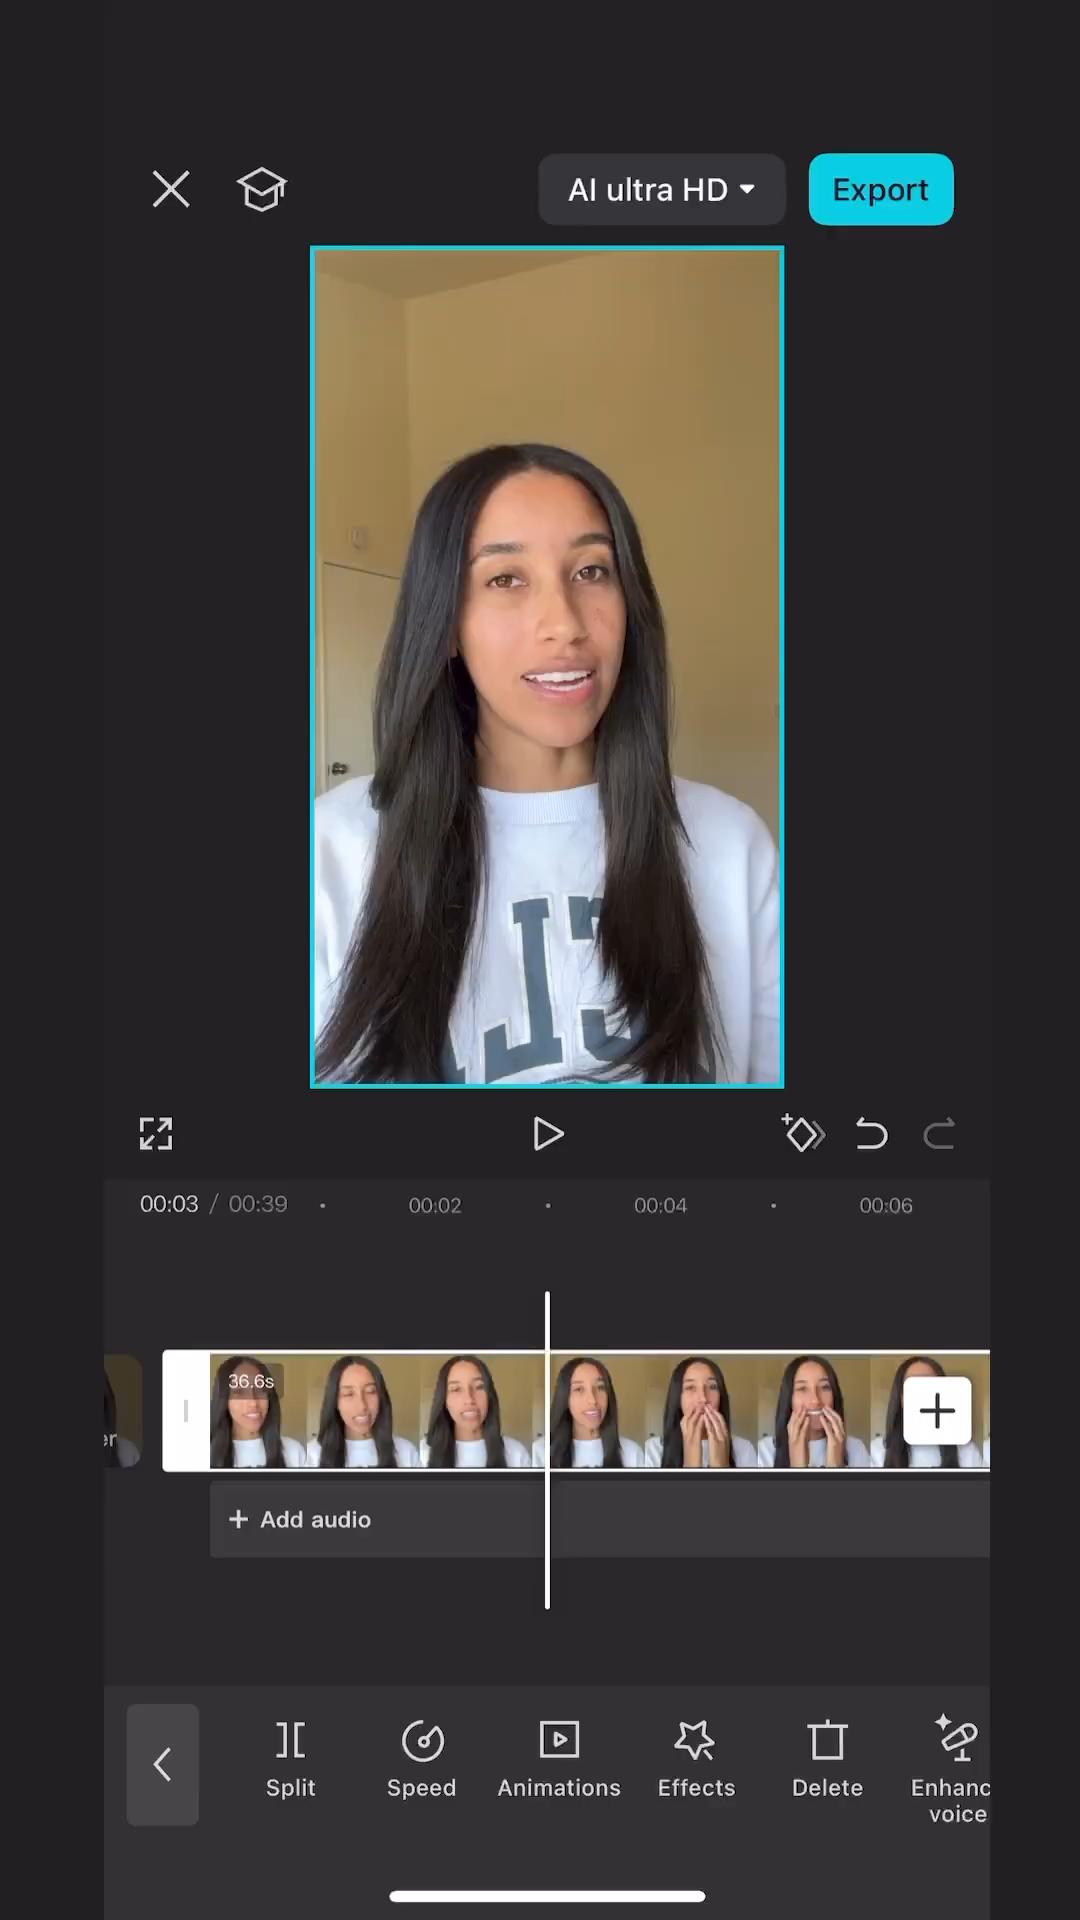 AI ultra HD
Export
00:03 / 00:39
00:02
00:04
00:06
36.6s
+ Add audio
Split
Speed
Animations
Effects
Delete
Enhanc
voice